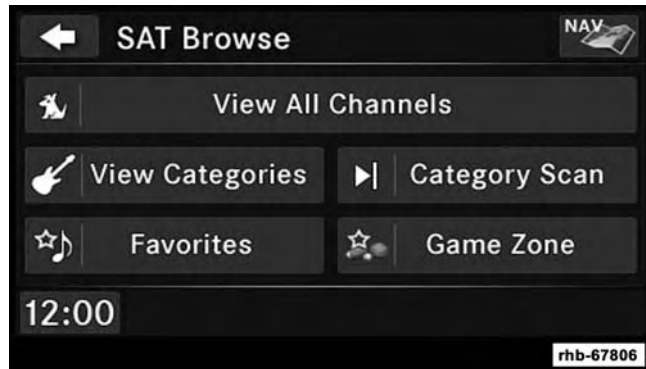 SAT Browse
NAV
View All Channels
View Categories
Category Scan
Favorites
Game Zone
12:00
rhb-67806